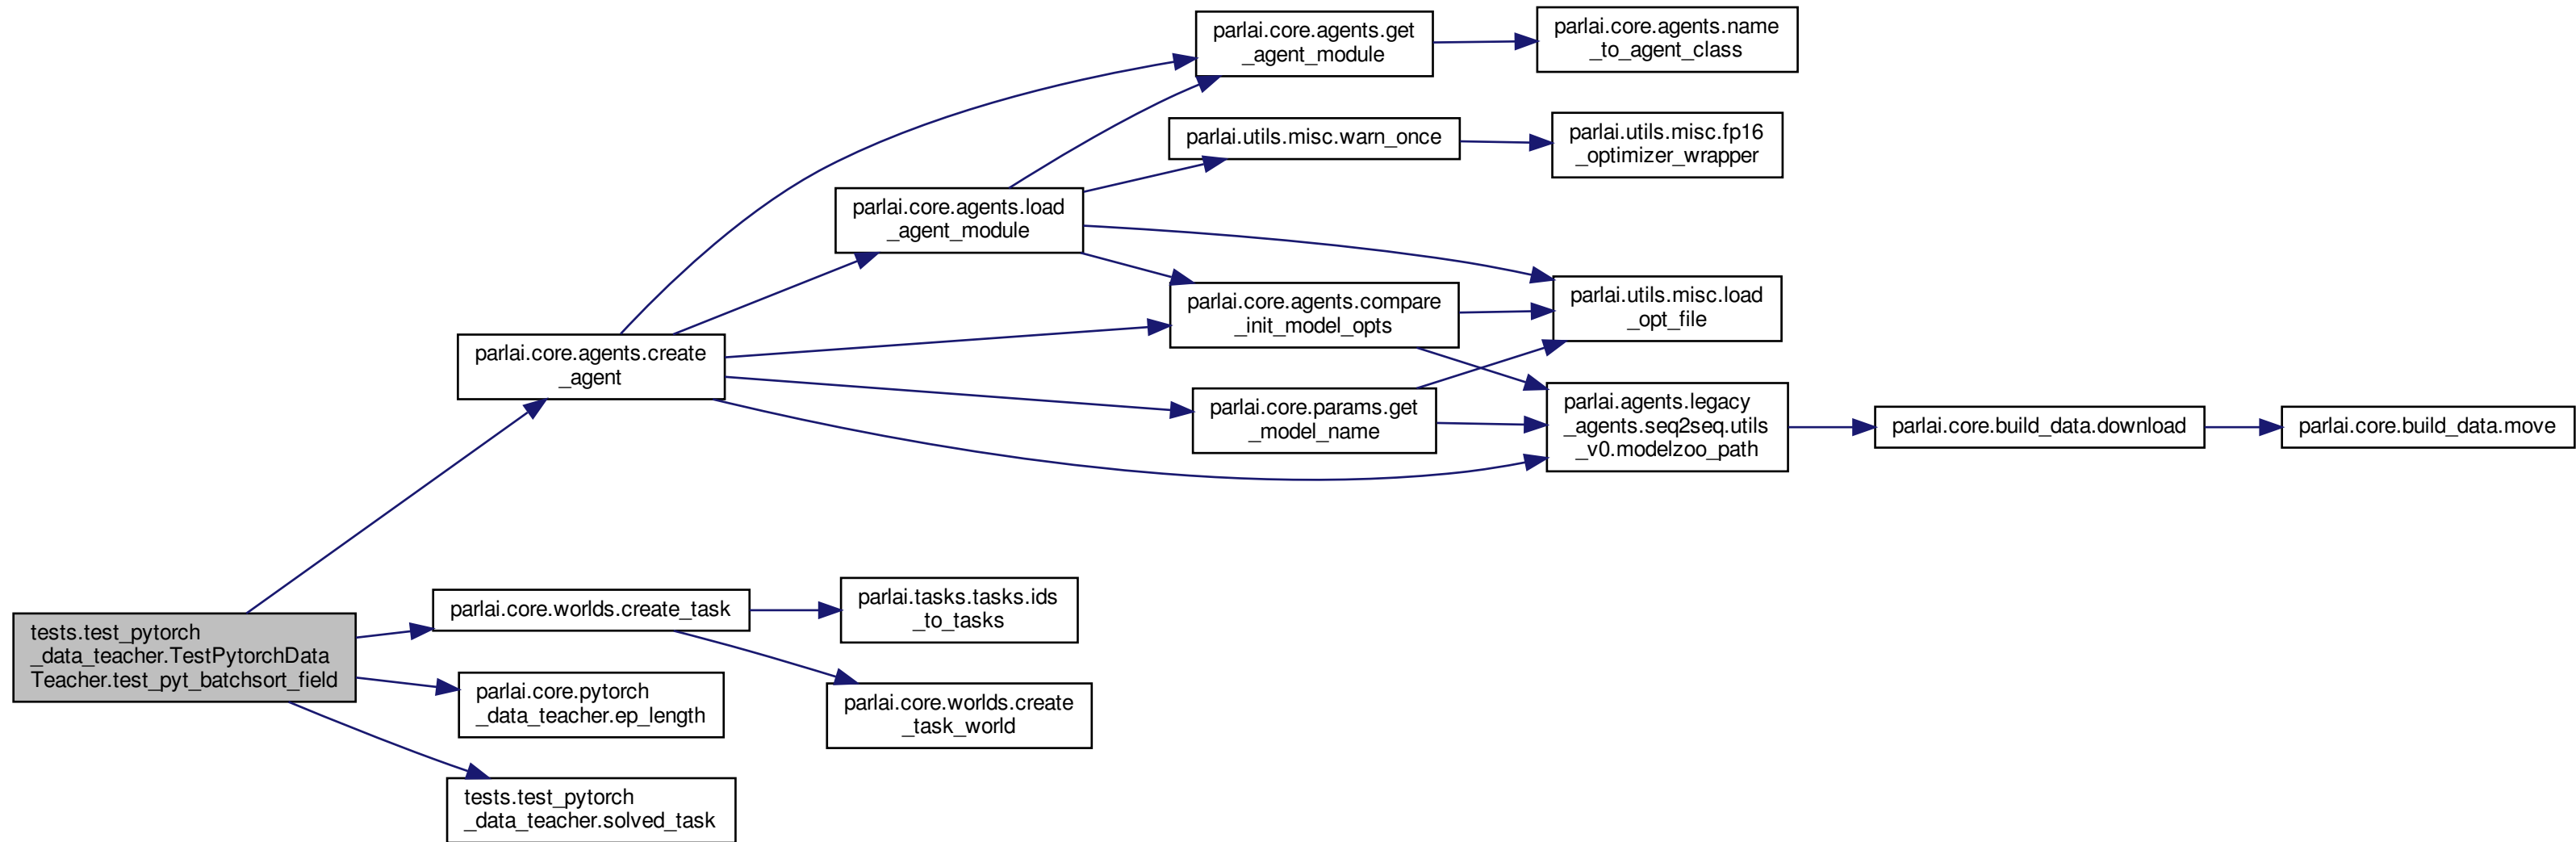 parlai.core.agents.get
_agent_module
parlai.core.agents.name
_to_agent_class
parlai.utils.misc.warn_once
parlai.utils.misc.fp16
_optimizer_wrapper
parlai.core.agents.load
_agent_module
parlai.core.agents.compare
_init_model_opts
parlai.utils.misc.load
_opt_file
parlai.core.agents.create
_agent
parlai.core.params.get
_model_name
parlai.agents.legacy
_agents.seq2seq.utils
_v0.modelzoo_path
parlai.core.build_data.download
parlai.core.build_data.move
tests.test_pytorch
_data_teacher.TestPytorchData
Teacher.test_pyt_batchsort_field
parlai.core.worlds.create_task
parlai.tasks.tasks.ids
_to_tasks
parlai.core.pytorch
_data_teacher.ep_length
parlai.core.worlds.create
_task_world
tests.test_pytorch
_data_teacher.solved_task